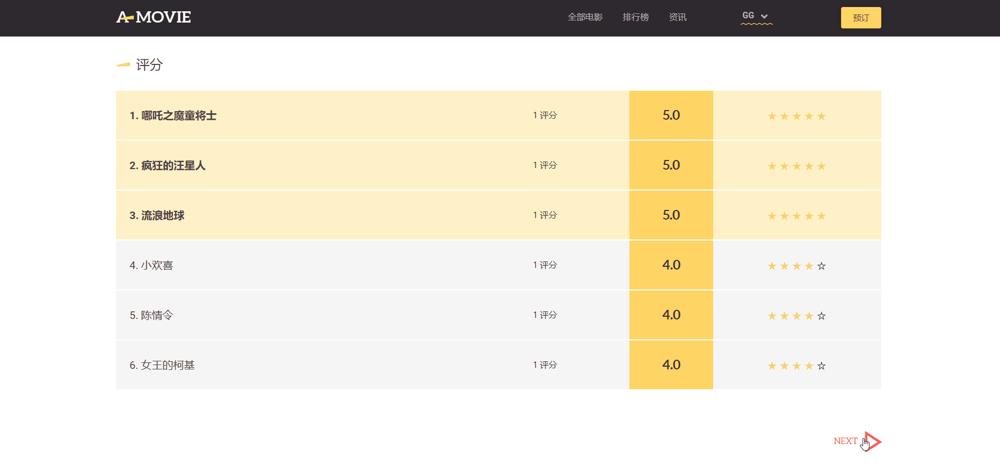 A-MOVIE 全部电影 排行榜 资讯 GG 预订
评分
1. 哪吒之魔童将士 1 评分 5.0
2. 疯狂的汪星人 1 评分 5.0
3. 流浪地球 1 评分 5.0
4. 小欢喜 1 评分 4.0
5. 陈情令 1 评分 4.0
6. 女王的柯基 1 评分 4.0
NEXT